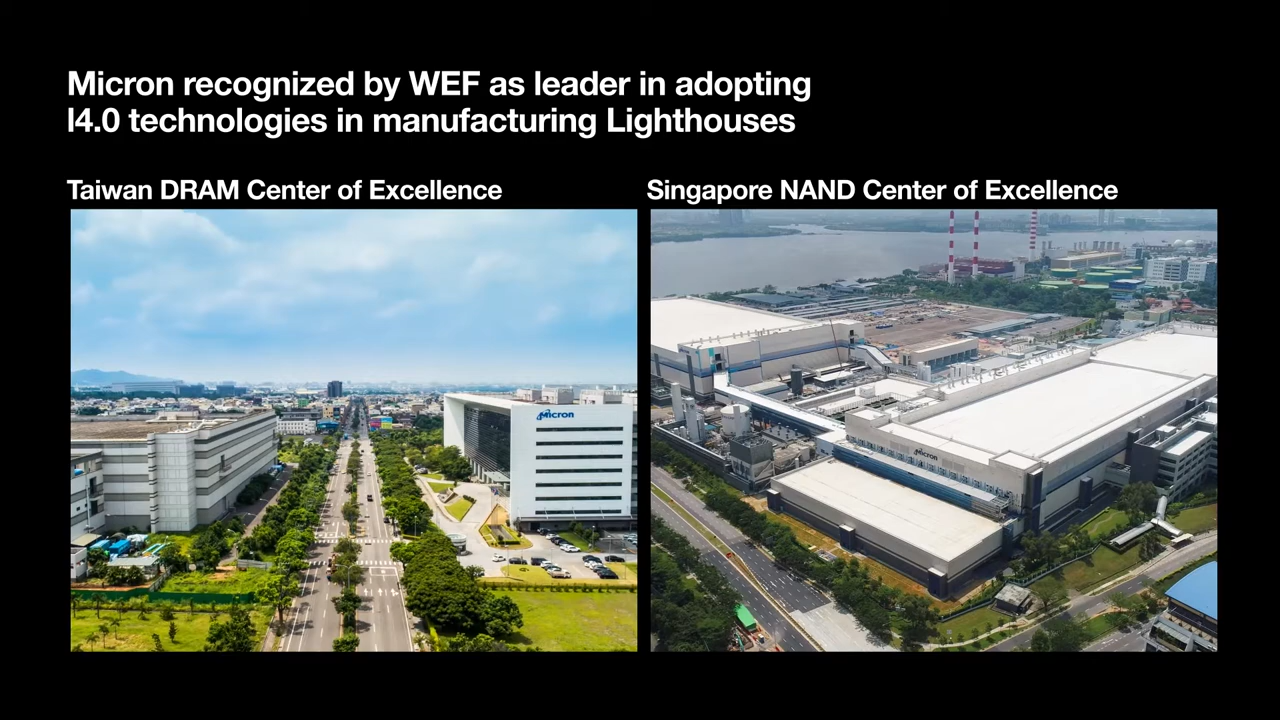 Micron recognized by WEF as leader in adopting
I4.0 technologies in manufacturing Lighthouses
Taiwan DRAM Center of Excellence
Singapore NAND Center of Excellence
Micron
Micron